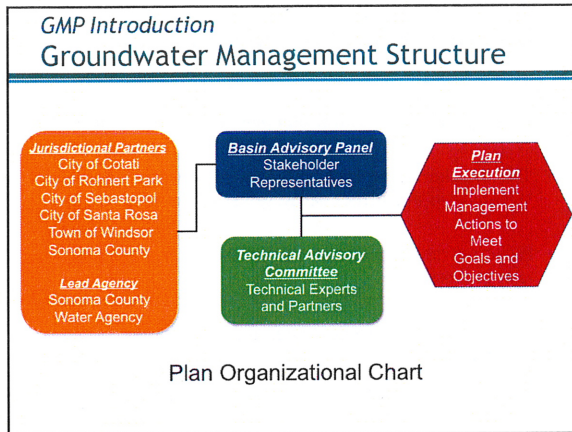 GMP Introduction
Groundwater Management Structure
Jurisdictional Partners
City of Cotati
City of Rohnert Park
City of Sebastopol
City of Santa Rosa
Town of Windsor
Sonoma County
Lead Agency
Sonoma County
Water Agency
Basin Advisory Panel
Stakeholder
Representatives
Technical Advisory
Committee
Technical Experts
and Partners
Plan
Execution
Implement
Management
Actions to
Meet
Goals and
Objectives
Plan Organizational Chart